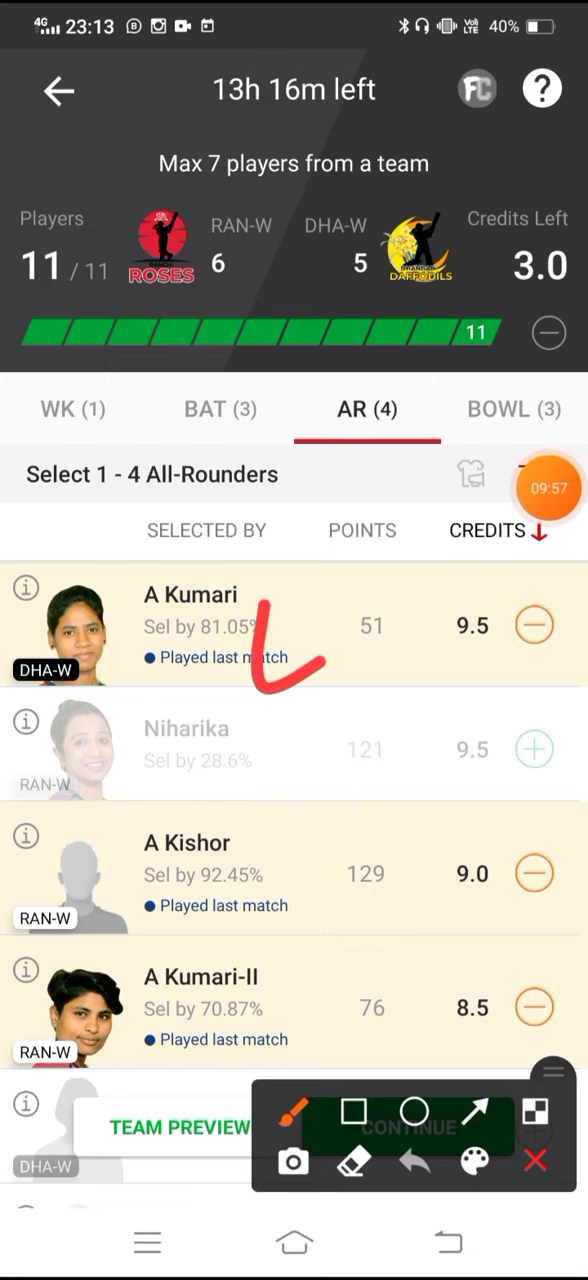 4G 23:13 40%
VoI LTE
13h 16m left FC ?
Max 7 players from a team
Players RAN-W DHA-W Credits Left
11 / 11 6 5 3.0
ROSES DAFFODILS
11
WK (1) BAT (3) AR (4) BOWL (3)
Select 1 - 4 All-Rounders
09:57
SELECTED BY POINTS CREDITS
A Kumari
Sel by 81.05% 51 9.5
Played last match
DHA-W
Niharika
Sel by 28.6% 121 9.5
RAN-W
A Kishor
Sel by 92.45% 129 9.0
Played last match
RAN-W
A Kumari-II
Sel by 70.87% 76 8.5
Played last match
RAN-W
TEAM PREVIEW CONTINUE
DHA-W